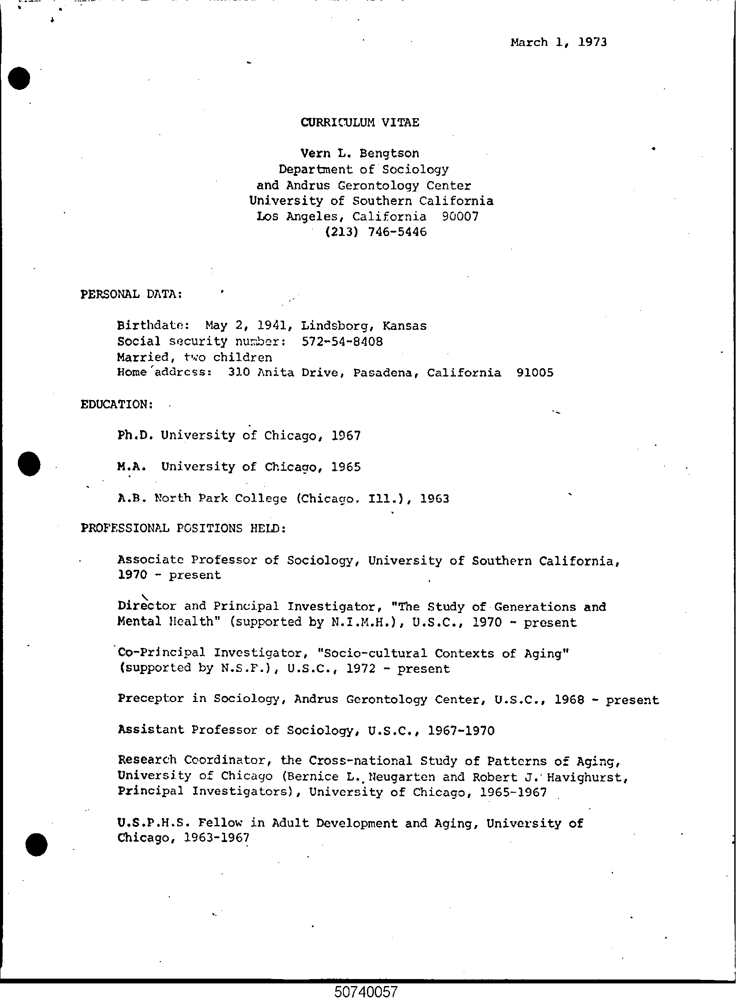 March 1, 1973
CURRICULUM VITAE
Vern L. Bengtson
Department of Sociology
and Andrus Gerontology Center
University of Southern California
Los Angeles, California 90007
(213) 746-5446
PERSONAL DATA:
Birthdate: May 2, 1941, Lindsborg, Kansas
Social security number: 572-54-8408
Married, two children
Home address: 310 Anita Drive, Pasadena, California 91005
EDUCATION:
Ph.D. University of Chicago, 1967
M.A. University of Chicago, 1965
A.B. North Park College (Chicago. Ill.), 1963
PROFESSIONAL POSITIONS HELD:
Associate Professor of Sociology, University of Southern California,
1970 - present
Director and Principal Investigator, "The Study of Generations and
Mental Health" (supported by N.I.M.H.), U.S.C., 1970 - present
Co-Principal Investigator, "Socio-cultural Contexts of Aging"
(supported by N.S.F.), U.S.C., 1972 - present
Preceptor in Sociology, Andrus Gerontology Center, U.S.C., 1968 - present
Assistant Professor of Sociology, U.S.C., 1967-1970
Research Coordinator, the Cross-national Study of Patterns of Aging,
University of Chicago (Bernice L. Neugarten and Robert J. Havighurst,
Principal Investigators), University of Chicago, 1965-1967
U.S.P.H.S. Fellow in Adult Development and Aging, University of
Chicago, 1963-1967
50740057